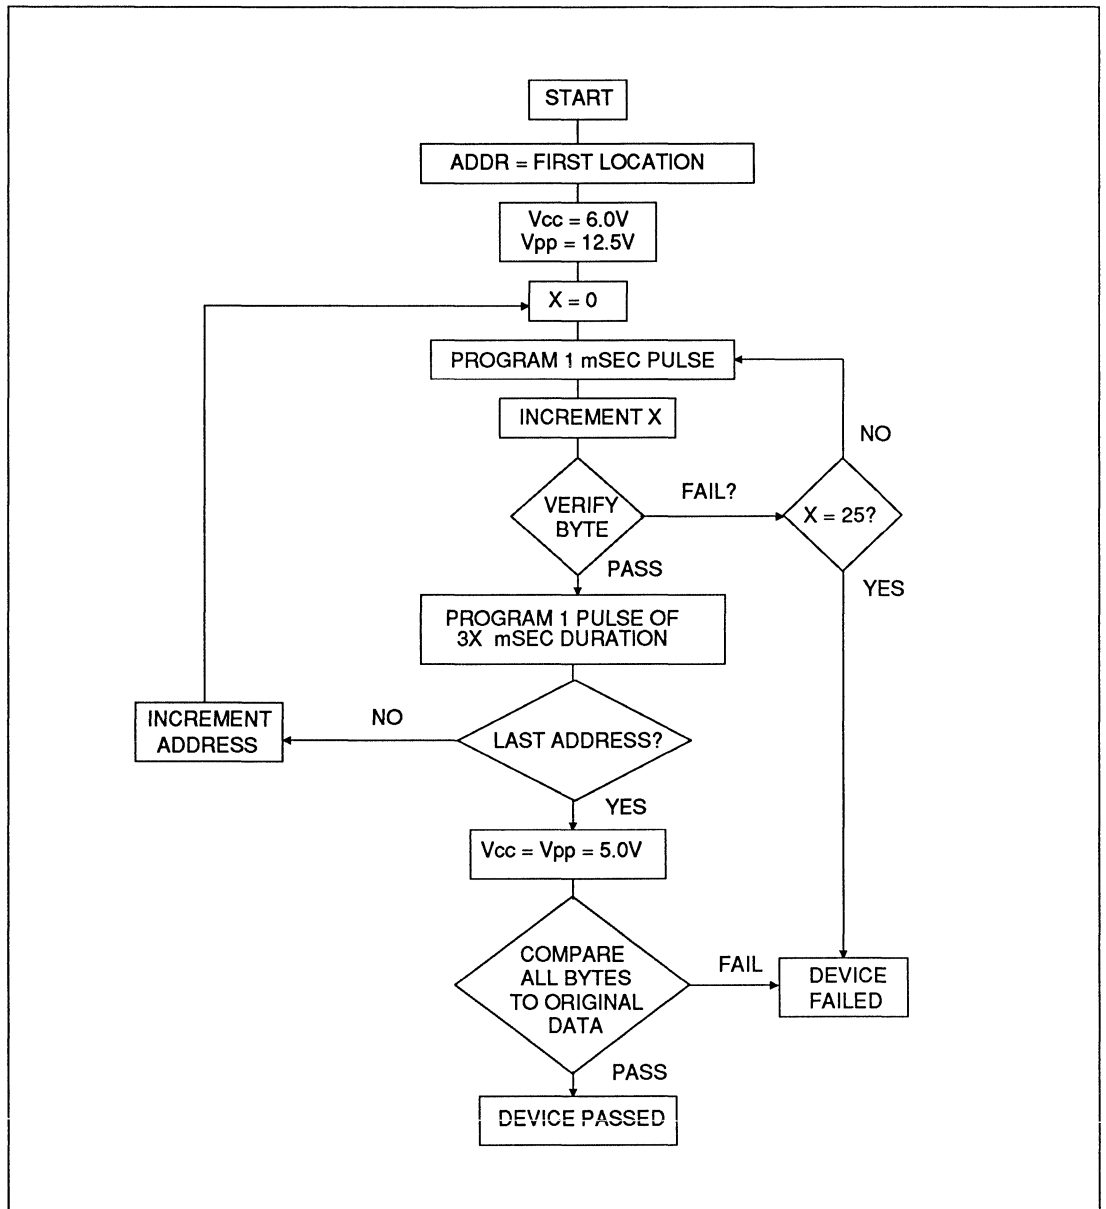 START
ADDR = FIRST LOCATION
Vcc = 6.0V
Vpp = 12.5V
X = 0
PROGRAM 1 mSEC PULSE
INCREMENT X
NO
VERIFY
BYTE
FAIL?
X = 25?
PASS
YES
PROGRAM 1 PULSE OF
3X mSEC DURATION
INCREMENT
ADDRESS
NO
LAST ADDRESS?
YES
Vcc = Vpp = 5.0V
COMPARE
ALL BYTES
TO ORIGINAL
DATA
FAIL
DEVICE
FAILED
PASS
DEVICE PASSED